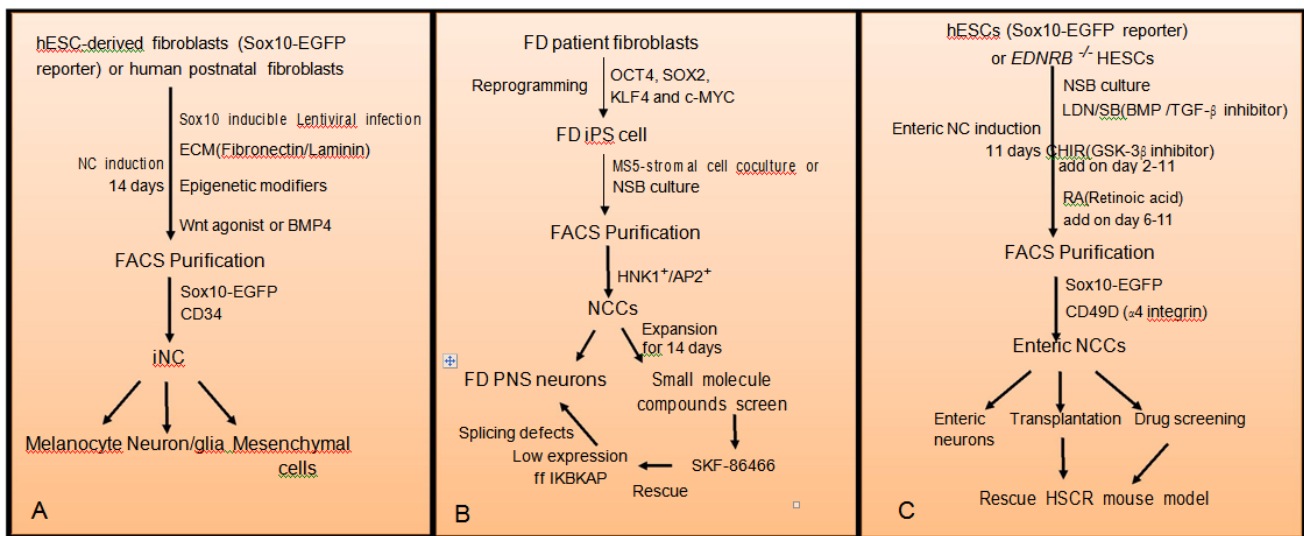 hESC-derived fibroblasts (Sox10-EGFP
reporter) or human postnatal fibroblasts
Sox10 inducible Lentiviral infection
ECM(Fibronectin/Laminin)
NC induction
14 days
Epigenetic modifiers
Wnt agonist or BMP4
FACS Purification
Sox10-EGFP
CD34
iNC
Melanocyte Neuron/glia Mesenchymal
cells
A
FD patient fibroblasts
Reprogramming
OCT4, SOX2,
KLF4 and c-MYC
FD iPS cell
MS5-stromal cell coculture or
NSB culture
FACS Purification
HNK1⁺/AP2⁺
NCCs
Expansion
for 14 days
FD PNS neurons
Small molecule
compounds screen
Splicing defects
Low expression
ff IKBKAP
SKF-86466
Rescue
B
hESCs (Sox10-EGFP reporter)
or EDNRB -/- HESCs
NSB culture
LDN/SB(BMP /TGF-β inhibitor)
Enteric NC induction
11 days
CHIR(GSK-3β inhibitor)
add on day 2-11
RA(Retinoic acid)
add on day 6-11
FACS Purification
Sox10-EGFP
CD49D (α4 integrin)
Enteric NCCs
Enteric
neurons
Transplantation
Drug screening
Rescue HSCR mouse model
C